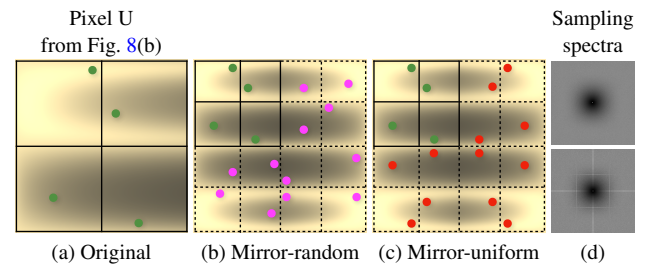 Pixel U
from Fig. 8(b)
Sampling
spectra
(a) Original
(b) Mirror-random
(c) Mirror-uniform
(d)